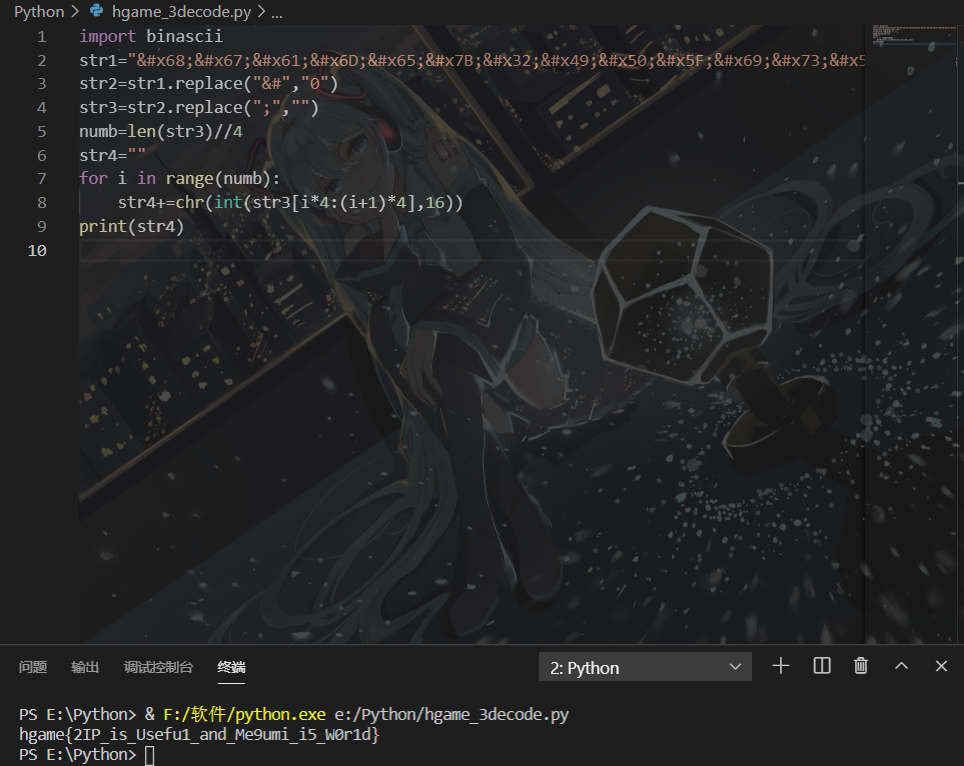 Python > hgame_3decode.py > ...
1 import binascii
2 str1="&#x68;&#x67;&#x61;&#x6D;&#x65;&#x7B;&#x32;&#x49;&#x50;&#x5F;&#x69;&#x73;&#x5
3 str2=str1.replace("&#","0")
4 str3=str2.replace(";","")
5 numb=len(str3)//4
6 str4=""
7 for i in range(numb):
8 str4+=chr(int(str3[i*4:(i+1)*4],16))
9 print(str4)
10
问题 输出 调试控制台 终端 2: Python
PS E:\Python> & F:/软件/python.exe e:/Python/hgame_3decode.py
hgame{2IP_is_Usefu1_and_Me9umi_i5_W0r1d}
PS E:\Python>